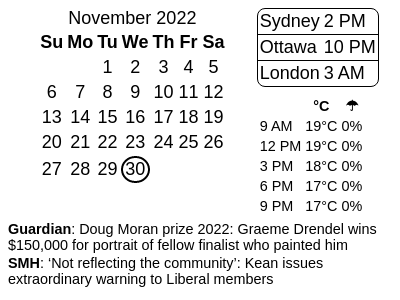 November 2022
Su Mo Tu We Th Fr Sa
1 2 3 4 5
6 7 8 9 10 11 12
13 14 15 16 17 18 19
20 21 22 23 24 25 26
27 28 29 30
Sydney 2 PM
Ottawa 10 PM
London 3 AM
°C ☂
9 AM 19°C 0%
12 PM 19°C 0%
3 PM 18°C 0%
6 PM 17°C 0%
9 PM 17°C 0%
Guardian: Doug Moran prize 2022: Graeme Drendel wins
$150,000 for portrait of fellow finalist who painted him
SMH: ‘Not reflecting the community’: Kean issues
extraordinary warning to Liberal members